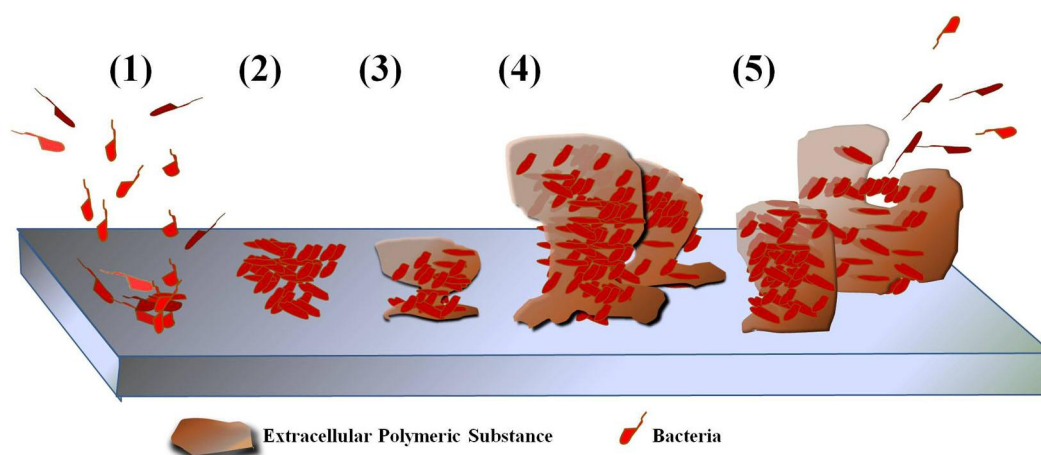 (1) (2) (3) (4) (5)
Extracellular Polymeric Substance Bacteria